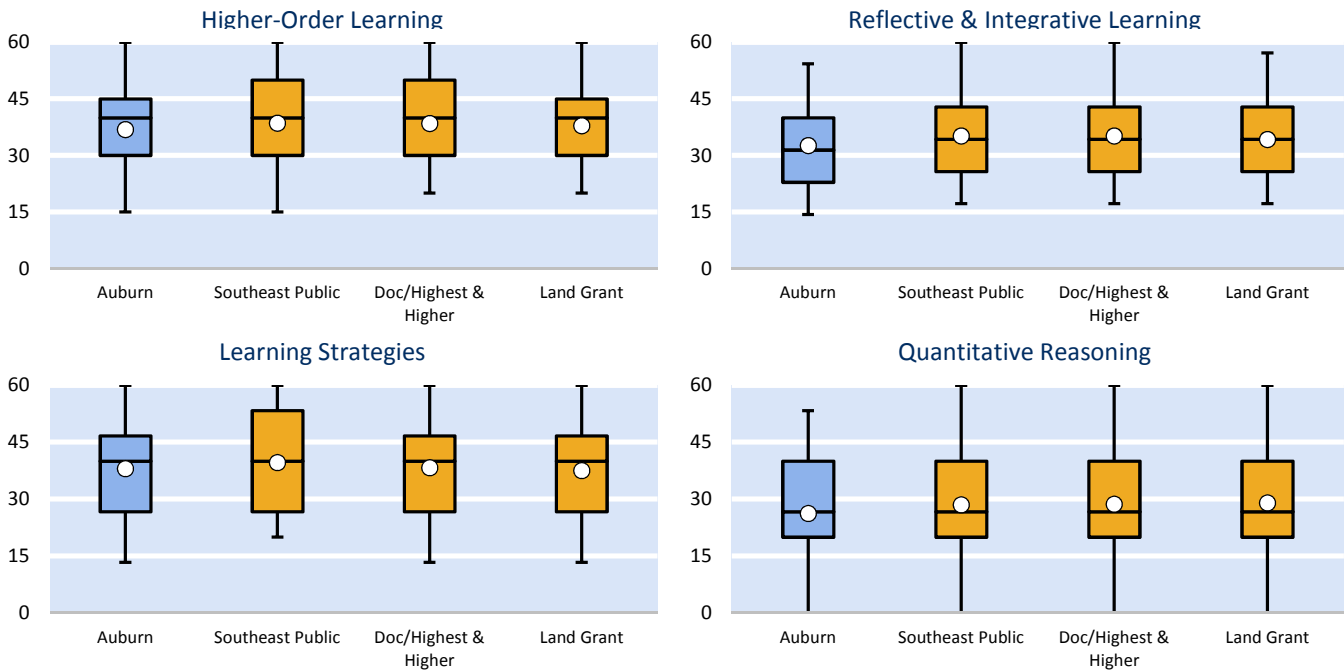 Higher-Order Learning
60
45
30
15
0
Auburn
Southeast Public
Doc/Highest &
Higher
Land Grant
Reflective & Integrative Learning
60
45
30
15
0
Auburn
Southeast Public
Doc/Highest &
Higher
Land Grant
Learning Strategies
60
45
30
15
0
Auburn
Southeast Public
Doc/Highest &
Higher
Land Grant
Quantitative Reasoning
60
45
30
15
0
Auburn
Southeast Public
Doc/Highest &
Higher
Land Grant